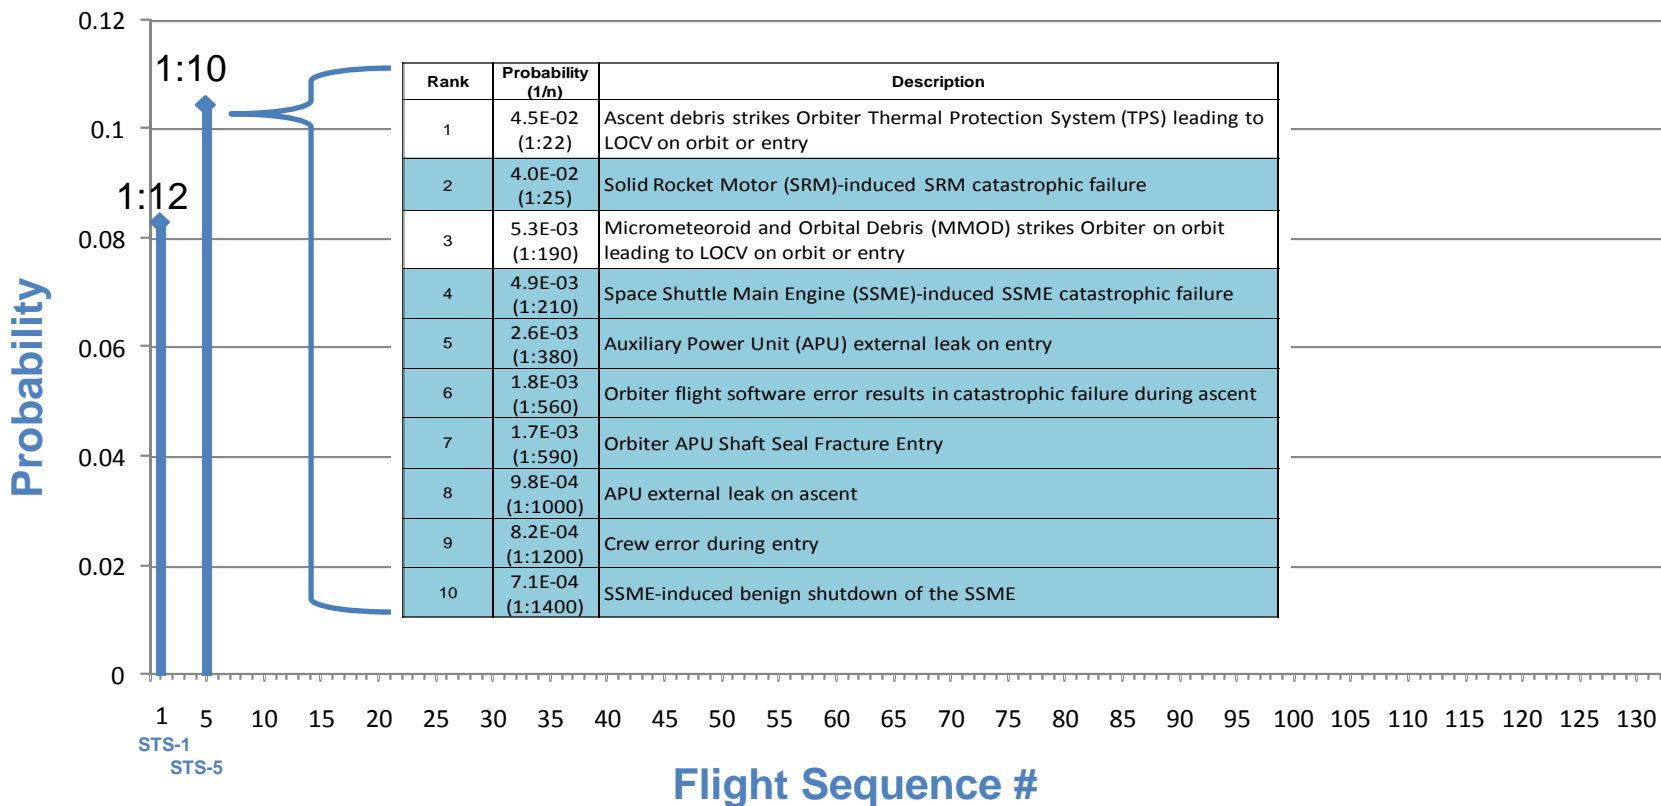 0.12
0.1
0.08
0.06
0.04
0.02
0
Probability
1:12
1:10
Rank
Probability
(1/n)
Description
1
4.5E-02
(1:22)
Ascent debris strikes Orbiter Thermal Protection System (TPS) leading to
LOCV on orbit or entry
2
4.0E-02
(1:25)
Solid Rocket Motor (SRM)-induced SRM catastrophic failure
3
5.3E-03
(1:190)
Micrometeoroid and Orbital Debris (MMOD) strikes Orbiter on orbit
leading to LOCV on orbit or entry
4
4.9E-03
(1:210)
Space Shuttle Main Engine (SSME)-induced SSME catastrophic failure
5
2.6E-03
(1:380)
Auxiliary Power Unit (APU) external leak on entry
6
1.8E-03
(1:560)
Orbiter flight software error results in catastrophic failure during ascent
7
1.7E-03
(1:590)
Orbiter APU Shaft Seal Fracture Entry
8
9.8E-04
(1:1000)
APU external leak on ascent
9
8.2E-04
(1:1200)
Crew error during entry
10
7.1E-04
(1:1400)
SSME-induced benign shutdown of the SSME
1 5 10 15 20 25 30 35 40 45 50 55 60 65 70 75 80 85 90 95 100 105 110 115 120 125 130
STS-1
STS-5
Flight Sequence #